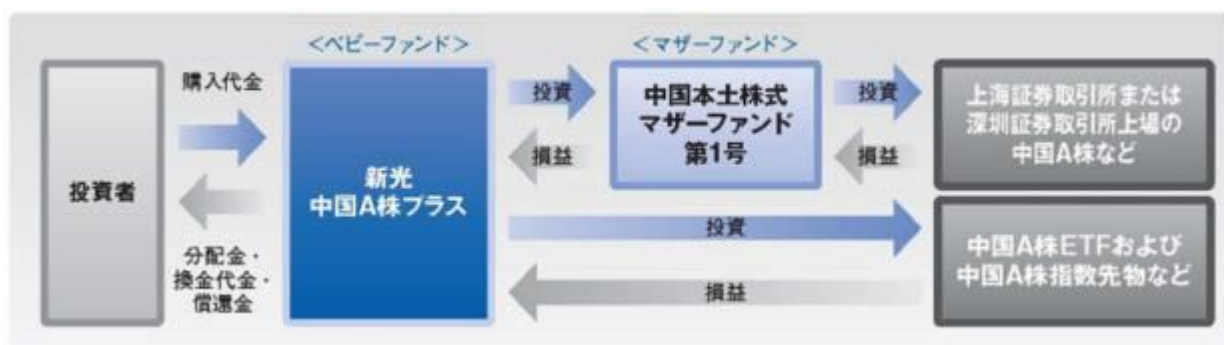 <ベビーファンド>
<マザーファンド>
投資者
購入代金
分配金・
換金代金・
償還金
新光
中国A株プラス
投資
損益
中国本土株式
マザーファンド
第1号
投資
損益
上海証券取引所または
深圳証券取引所上場の
中国A株など
投資
損益
中国A株ETFおよび
中国A株指数先物など